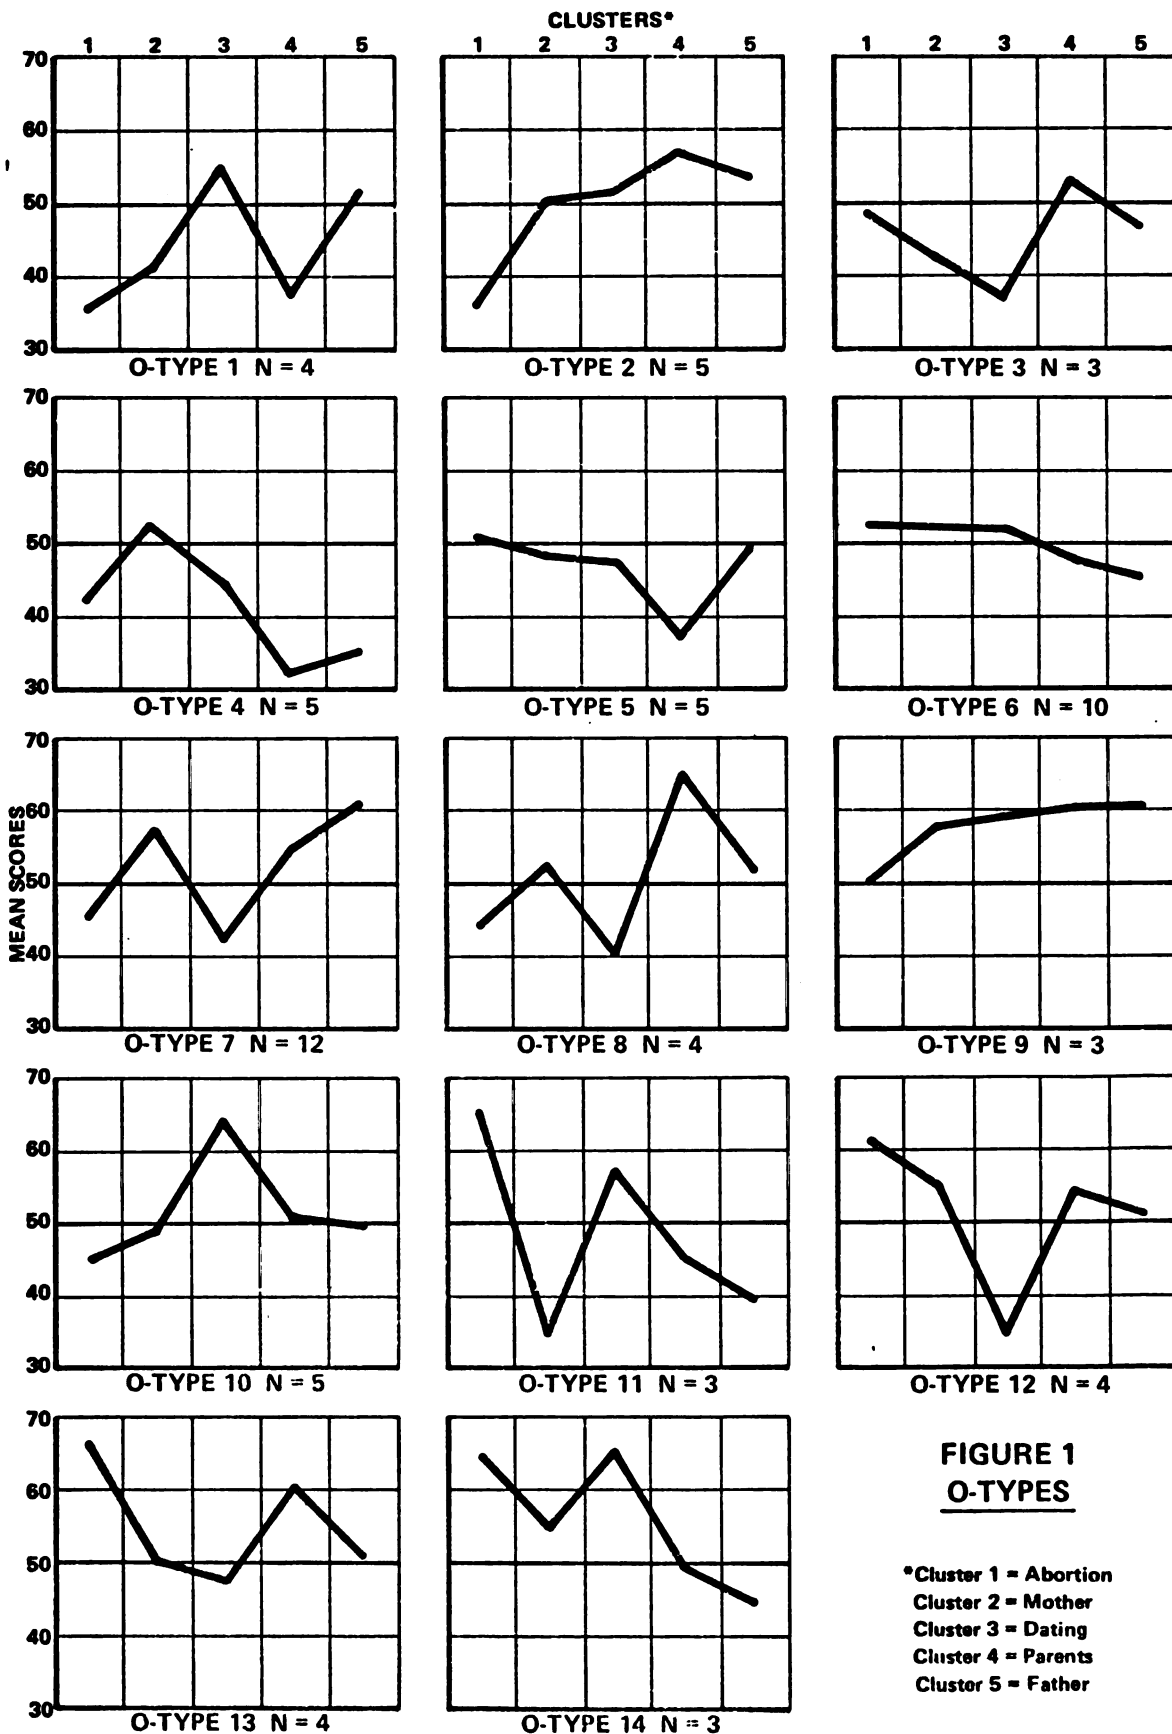 CLUSTERS*
1 2 3 4 5 1 2 3 4 5 1 2 3 4 5
70
60
50
40
30
O-TYPE 1 N = 4 O-TYPE 2 N = 5 O-TYPE 3 N = 3
70
60
50
40
30
O-TYPE 4 N = 5 O-TYPE 5 N = 5 O-TYPE 6 N = 10
MEAN SCORES
70
60
50
40
30
O-TYPE 7 N = 12 O-TYPE 8 N = 4 O-TYPE 9 N = 3
70
60
50
40
30
O-TYPE 10 N = 5 O-TYPE 11 N = 3 O-TYPE 12 N = 4
70
60
50
40
30
O-TYPE 13 N = 4 O-TYPE 14 N = 3
FIGURE 1
O-TYPES
*Cluster 1 = Abortion
Cluster 2 = Mother
Cluster 3 = Dating
Cluster 4 = Parents
Cluster 5 = Father